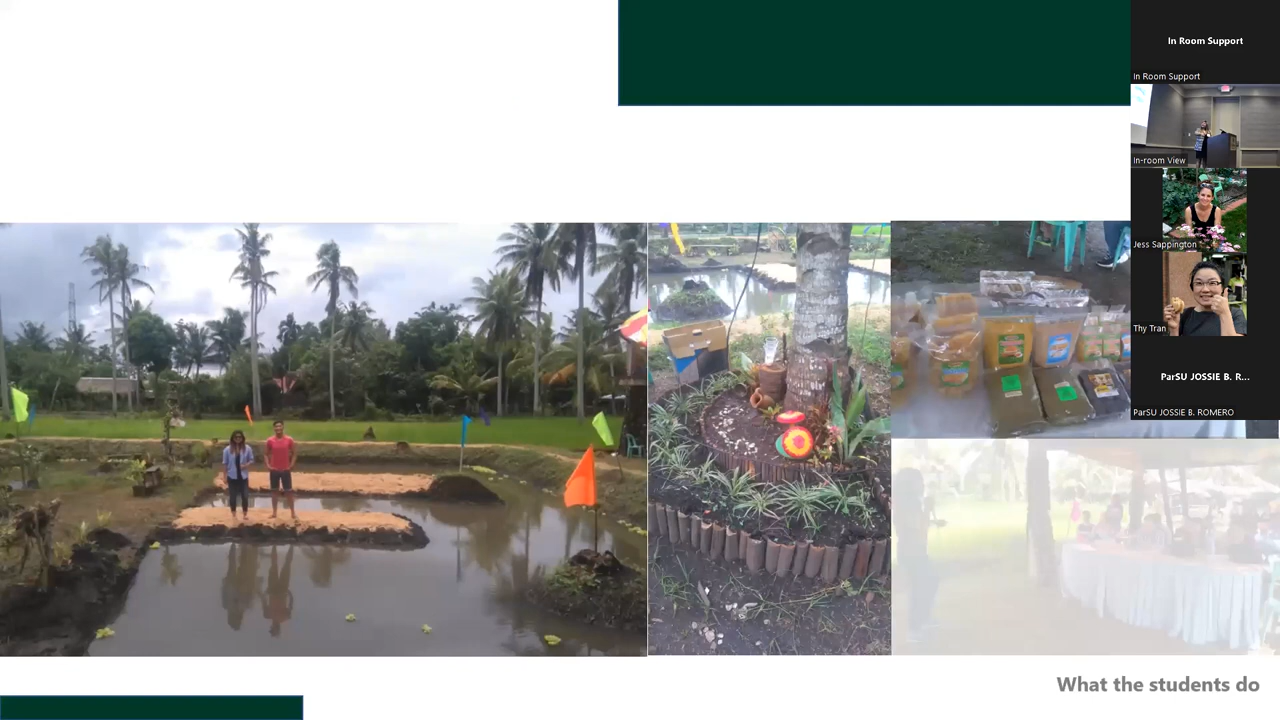 In Room Support
In Room Support
In-room View
Jess Sappington
Thy Tran
ParSU JOSSIE B. R...
ParSU JOSSIE B. ROMERO
What the students do